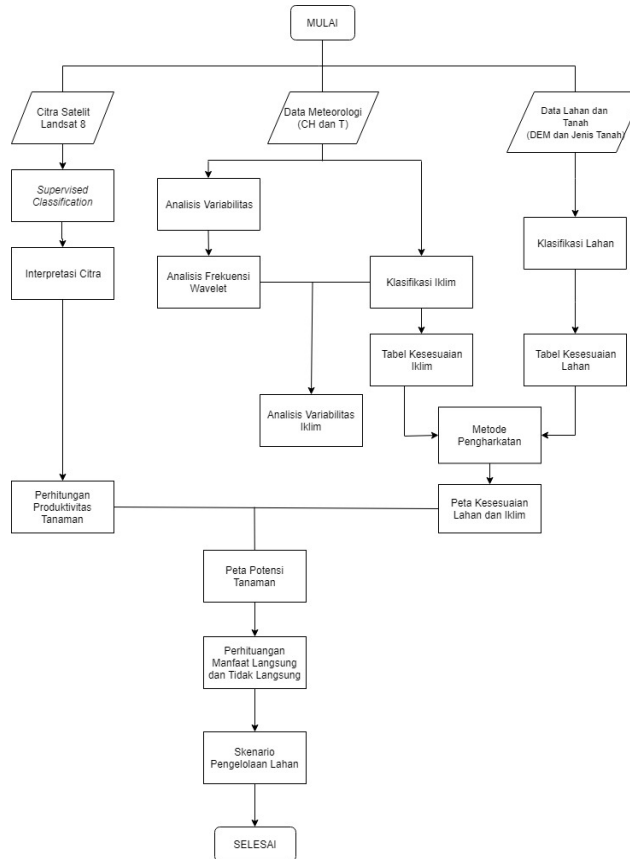 MULAI
Citra Satelit
Landsat 8
Data Meteorologi
(CH dan T)
Data Lahan dan
Tanah
(DEM dan Jenis Tanah)
Supervised
Classification
Analisis Variabilitas
Klasifikasi Lahan
Interpretasi Citra
Analisis Frekuensi
Wavelet
Klasifikasi Iklim
Tabel Kesesuaian
Iklim
Tabel Kesesuaian
Lahan
Analisis Variabilitas
Iklim
Metode
Pengharkatan
Perhitungan
Produktivitas
Tanaman
Peta Kesesuaian
Lahan dan Iklim
Peta Potensi
Tanaman
Perhituangan
Manfaat Langsung
dan Tidak Langsung
Skenario
Pengelolaan Lahan
SELESAI